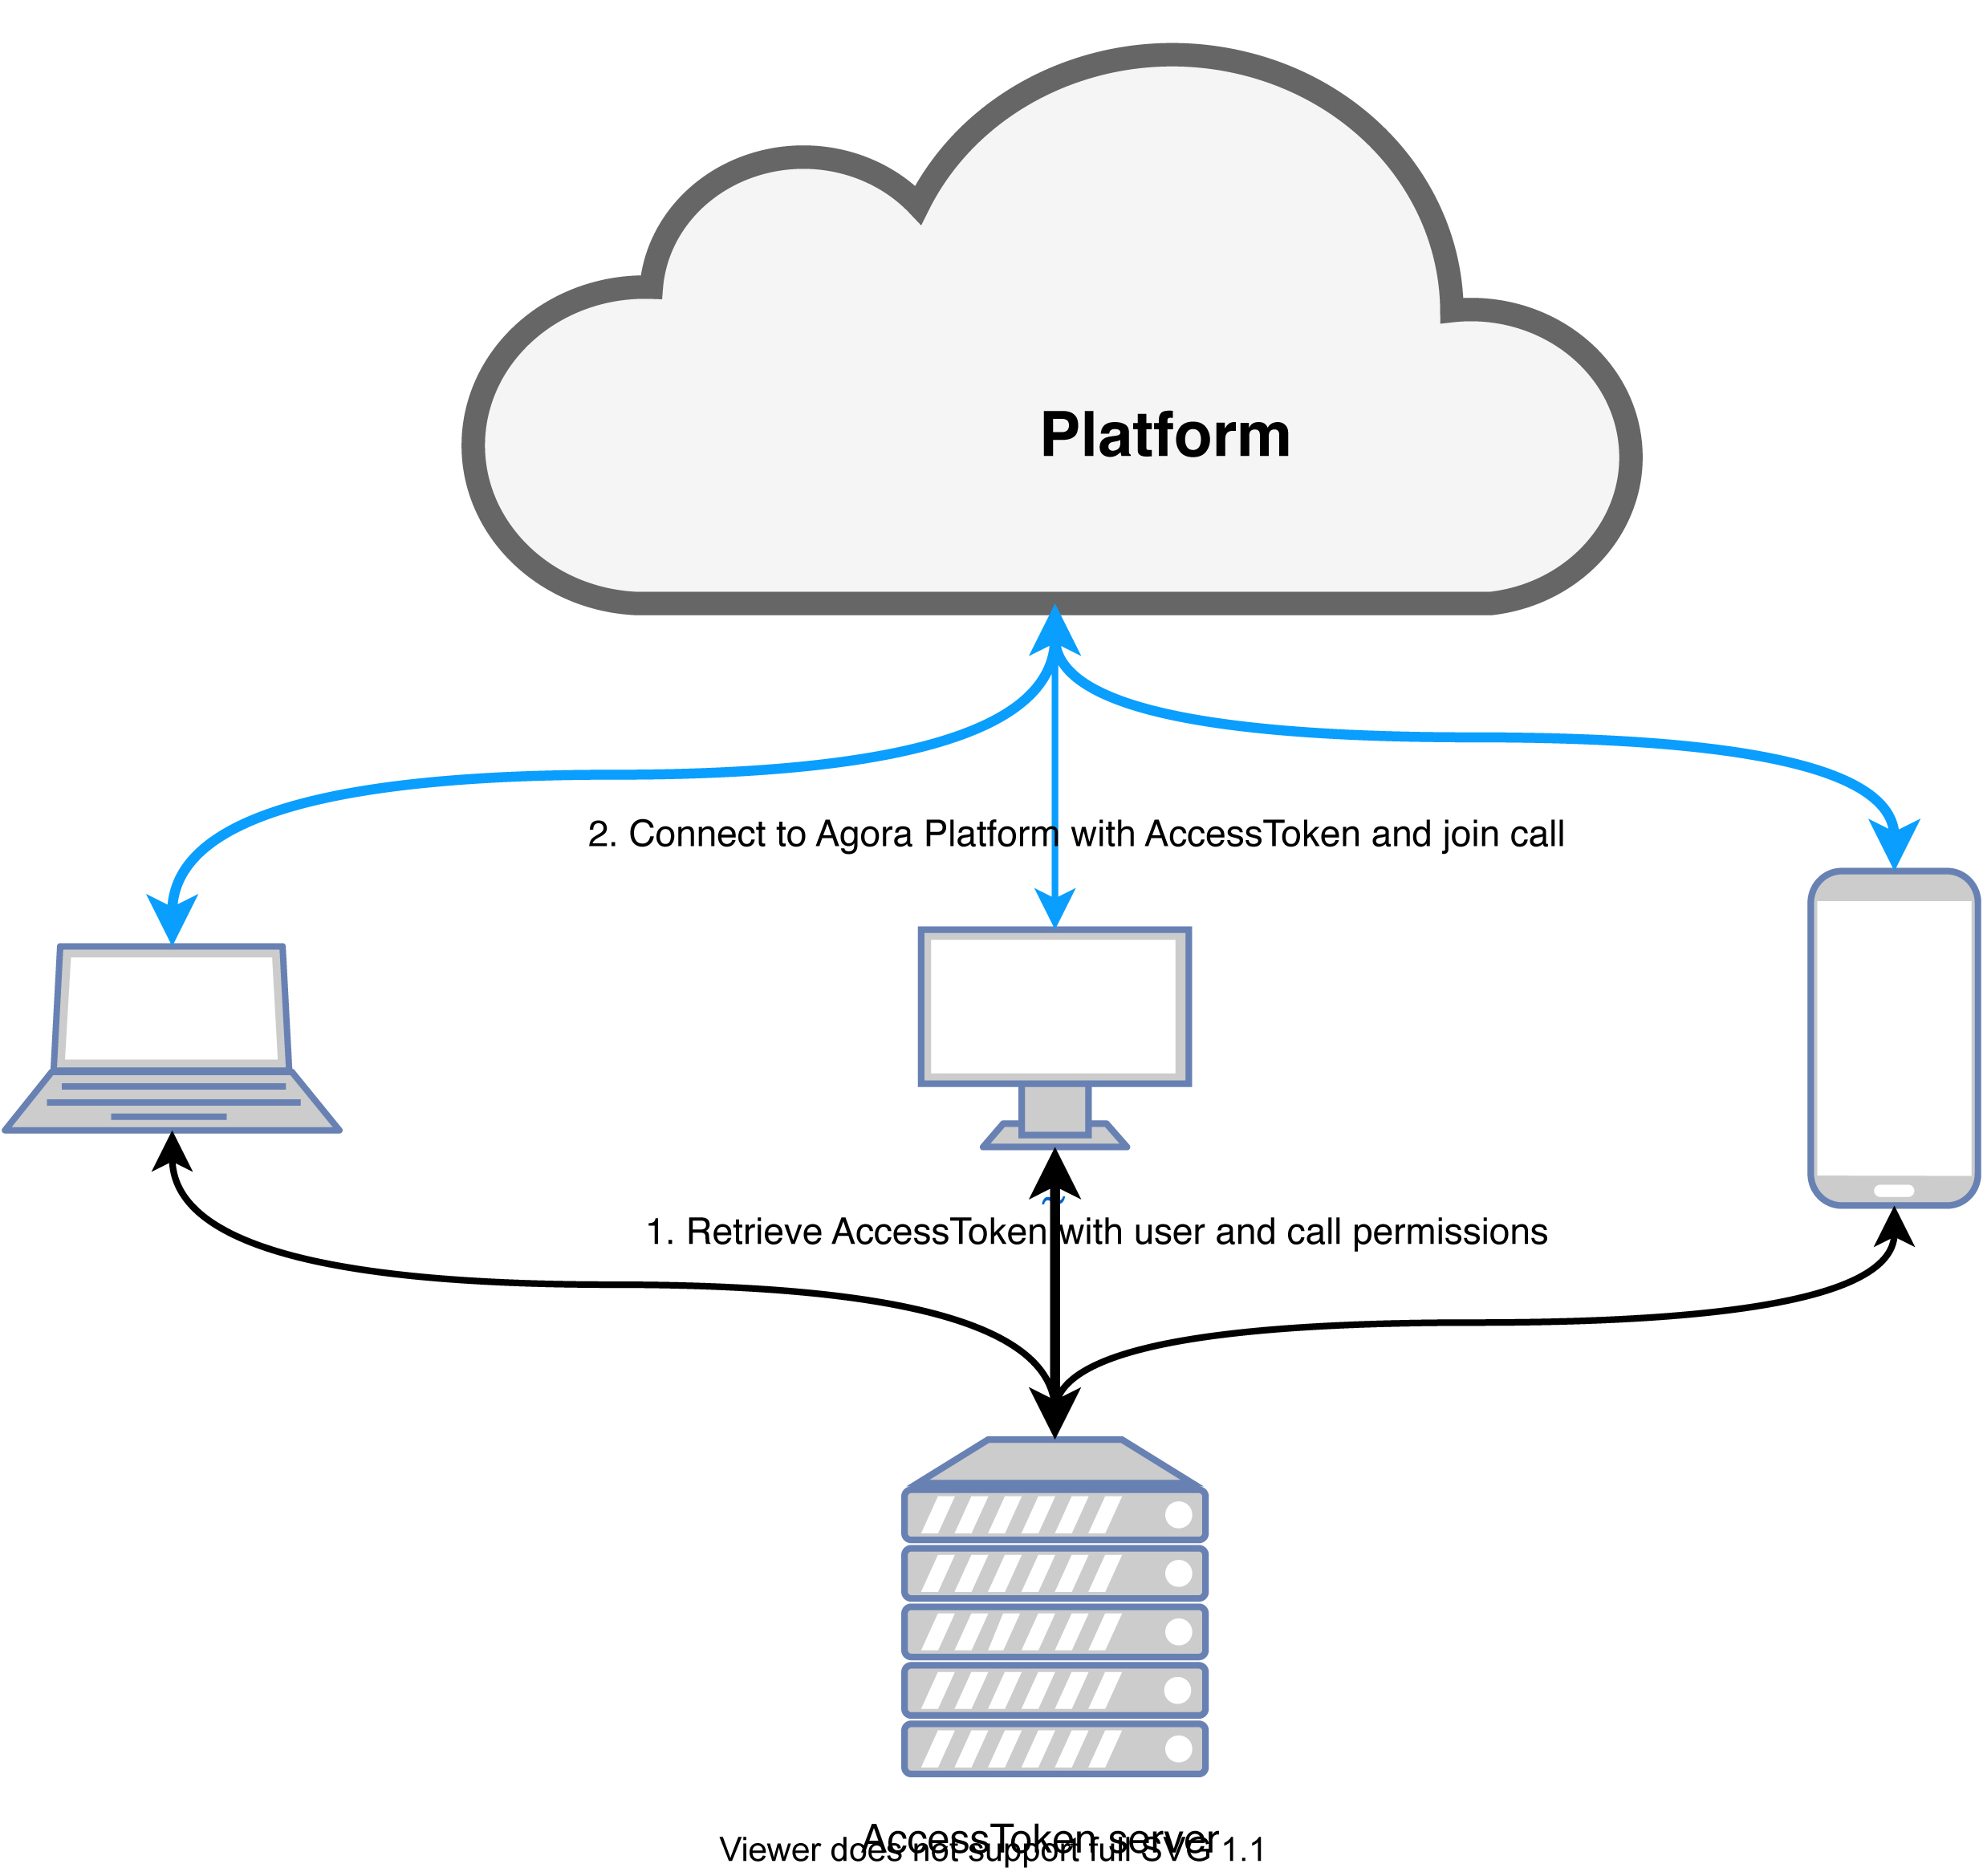 Platform
2. Connect to Agora Platform with AccessToken and join call
1. Retrieve AccessToken with user and call permissions
AccessToken server
Viewer does not support full SVG 1.1